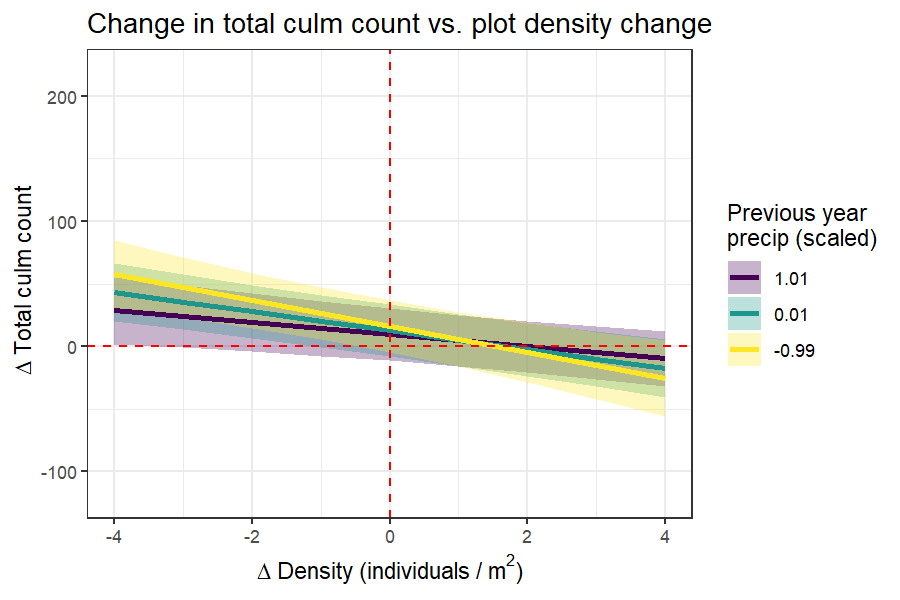 Change in total culm count vs. plot density change
Δ Total culm count
200
100
0
-100
-4
-2
0
2
4
Δ Density (individuals / m²)
Previous year
precip (scaled)
1.01
0.01
-0.99